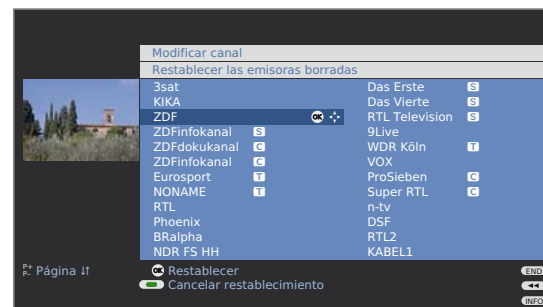 Modificar canal
Restablecer las emisoras borradas
3sat
KIKA
ZDF OK
ZDFinfokanal S
ZDFdokukanal C
ZDFinfokanal C
Eurosport T
NONAME T
RTL
Phoenix
BRalpha
NDR FS HH
Das Erste S
Das Vierte S
RTL Television S
9Live
WDR Köln T
VOX
ProSieben C
Super RTL C
n-tv
DSF
RTL2
KABEL1
P+ P- Página
OK Restablecer
Cancelar restablecimiento
END
INFO